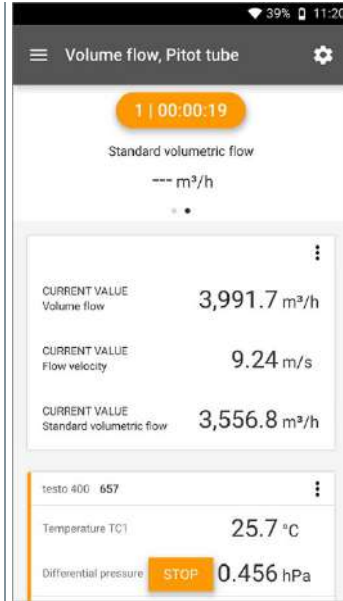 39% 11:20
Volume flow, Pitot tube
1 | 00:00:19
Standard volumetric flow
--- m³/h
CURRENT VALUE
Volume flow
3,991.7 m³/h
CURRENT VALUE
Flow velocity
9.24 m/s
CURRENT VALUE
Standard volumetric flow
3,556.8 m³/h
testo 400 657
Temperature TC1 25.7 °C
Differential pressure STOP 0.456 hPa